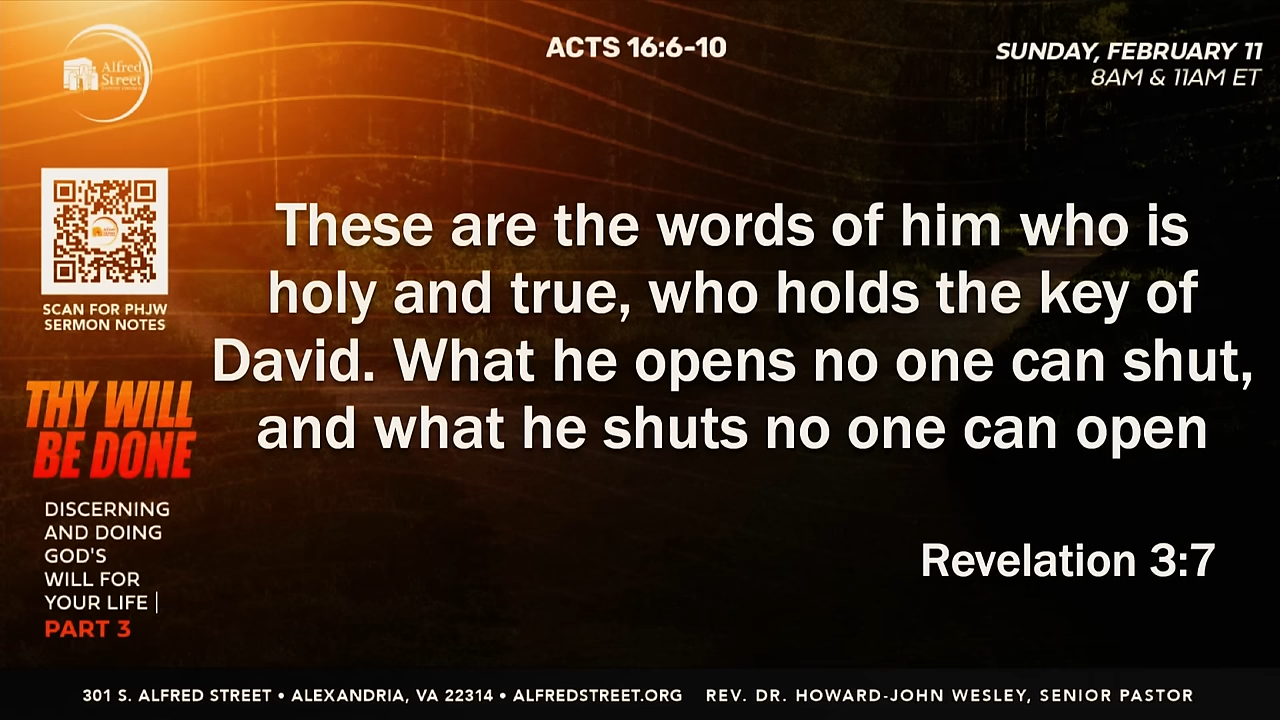 Alfred
Street
ACTS 16:6-10
SUNDAY, FEBRUARY 11
8AM & 11AM ET
SCAN FOR PHJW
SERMON NOTES
THY WILL
BE DONE
DISCERNING
AND DOING
GOD'S
WILL FOR
YOUR LIFE |
PART 3
These are the words of him who is
holy and true, who holds the key of
David. What he opens no one can shut,
and what he shuts no one can open
Revelation 3:7
301 S. ALFRED STREET • ALEXANDRIA, VA 22314 • ALFREDSTREET.ORG REV. DR. HOWARD-JOHN WESLEY, SENIOR PASTOR